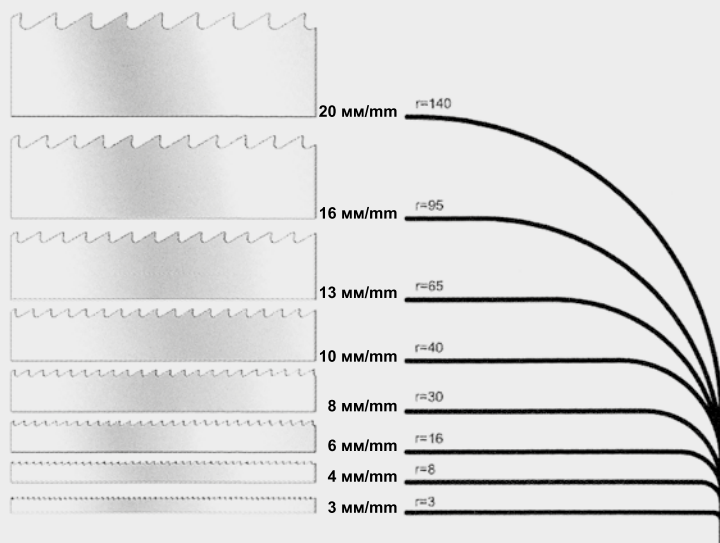 r=140
20 мм/mm
r=95
16 мм/mm
r=65
13 мм/mm
r=40
10 мм/mm
r=30
8 мм/mm
r=16
6 мм/mm
r=8
4 мм/mm
r=3
3 мм/mm